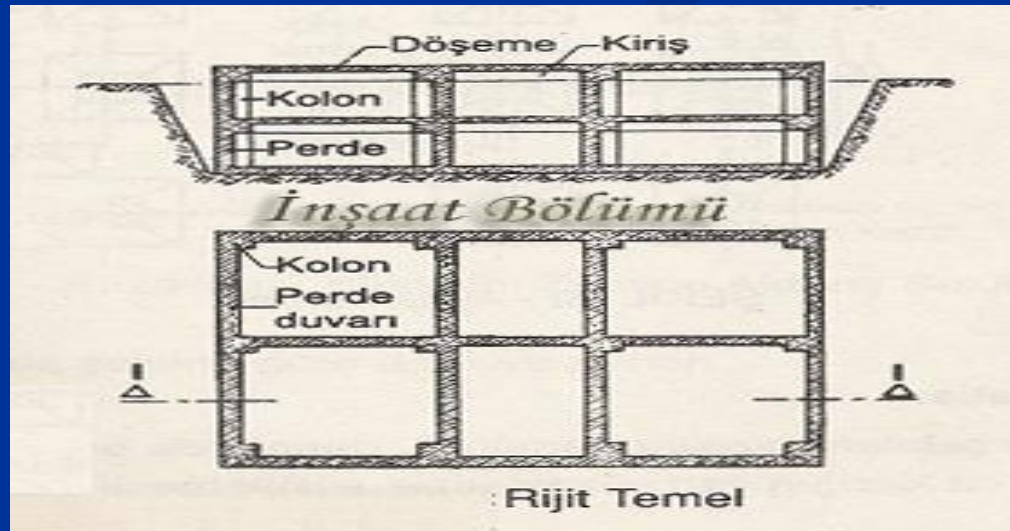 Döşeme
Kiriş
Kolon
Perde
İnşaat Bölümü
Kolon
Perde
duvarı
I
I
: Rijit Temel